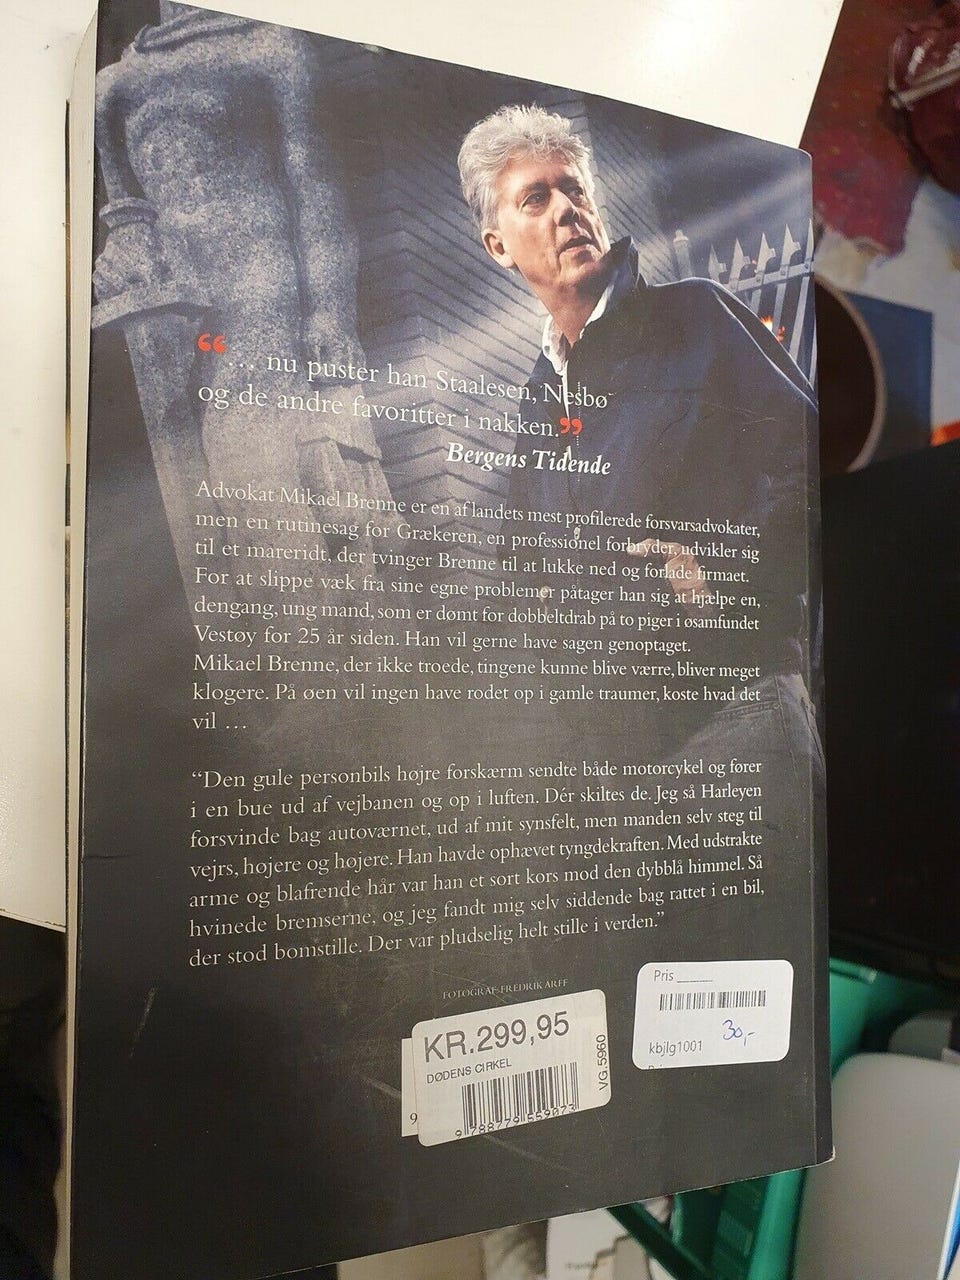 “... nu puster han Staalesen, Nesbø
og de andre favoritter i nakken.”
Bergens Tidende
Advokat Mikael Brenne er en af landets mest profilerede forsvarsadvokater,
men en rutinesag for Grækeren, en professionel forbryder, udvikler sig
til et mareridt, der tvinger Brenne til at lukke ned og forlade firmaet.
For at slippe væk fra sine egne problemer påtager han sig at hjælpe en,
dengang, ung mand, som er dømt for dobbeltdrab på to piger i øsamfundet
Vestøy for 25 år siden. Han vil gerne have sagen genoptaget.
Mikael Brenne, der ikke troede, tingene kunne blive værre, bliver meget
klogere. På øen vil ingen have rodet op i gamle traumer, koste hvad det
vil ...
“Den gule personbils højre forskærm sendte både motorcykel og fører
i en bue ud af vejbanen og op i luften. Dér skiltes de. Jeg så Harleyen
forsvinde bag autoværnet, ud af mit synsfelt, men manden selv steg til
vejrs, højere og højere. Han havde ophævet tyngdekraften. Med udstrakte
arme og blafrende hår var han et sort kors mod den dybblå himmel. Så
hvinede bremserne, og jeg fandt mig selv siddende bag rattet i en bil,
der stod bomstille. Der var pludselig helt stille i verden.”
FOTOGRAF: FREDRIK ARFF
KR.299,95
DØDENS CIRKEL
VG.5960
9 788779 559073
9
Pris
30,-
kbjlg1001